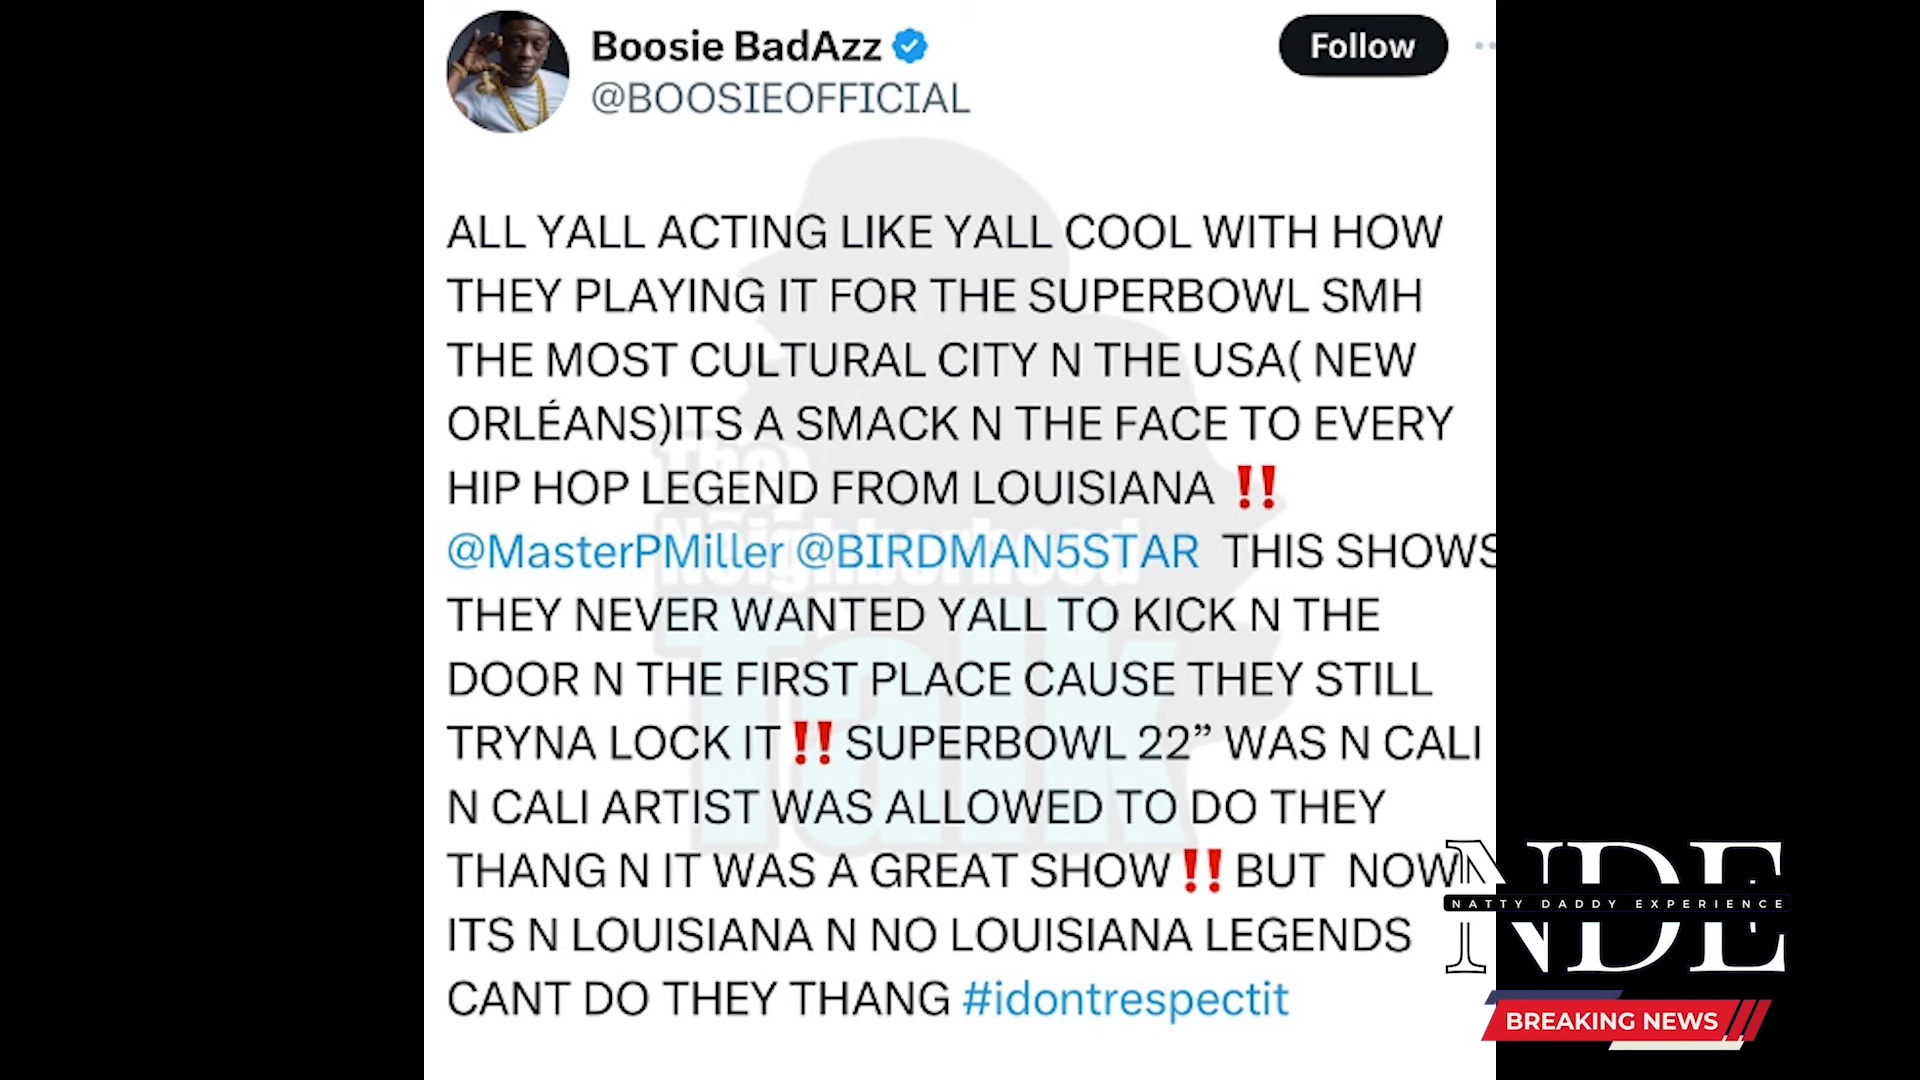 Boosie BadAzz
Follow
@BOOSIEOFFICIAL
ALL YALL ACTING LIKE YALL COOL WITH HOW
THEY PLAYING IT FOR THE SUPERBOWL SMH
THE MOST CULTURAL CITY N THE USA( NEW
ORLÉANS)ITS A SMACK N THE FACE TO EVERY
HIP HOP LEGEND FROM LOUISIANA ‼️
@MasterPMiller @BIRDMAN5STAR THIS SHOWS
THEY NEVER WANTED YALL TO KICK N THE
DOOR N THE FIRST PLACE CAUSE THEY STILL
TRYNA LOCK IT‼️SUPERBOWL 22” WAS N CALI
N CALI ARTIST WAS ALLOWED TO DO THEY
THANG N IT WAS A GREAT SHOW‼️BUT NOW
ITS N LOUISIANA N NO LOUISIANA LEGENDS
CANT DO THEY THANG #idontrespectit
The
Neighborhood
Talk
NDE
NATTY DADDY EXPERIENCE
BREAKING NEWS